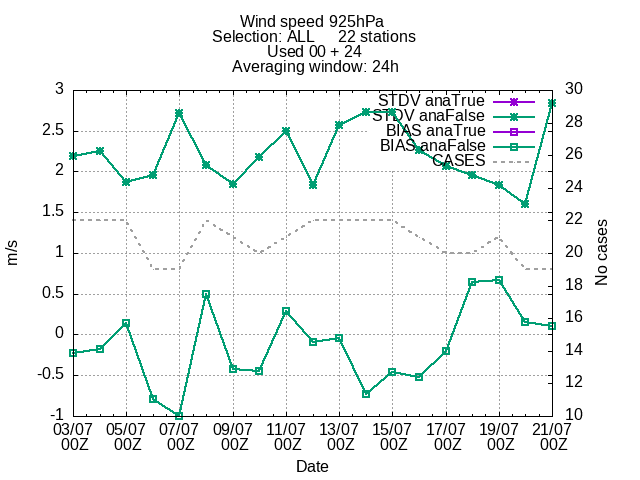 Wind speed 925hPa
Selection: ALL 22 stations
Used 00 + 24
Averaging window: 24h
STDV anaTrue
STDV anaFalse
BIAS anaTrue
BIAS anaFalse
CASES
3
2.5
2
1.5
1
0.5
0
-0.5
-1
m/s
30
28
26
24
22
20
18
16
14
12
10
No cases
03/07 05/07 07/07 09/07 11/07 13/07 15/07 17/07 19/07 21/07
00Z 00Z 00Z 00Z 00Z 00Z 00Z 00Z 00Z 00Z
Date